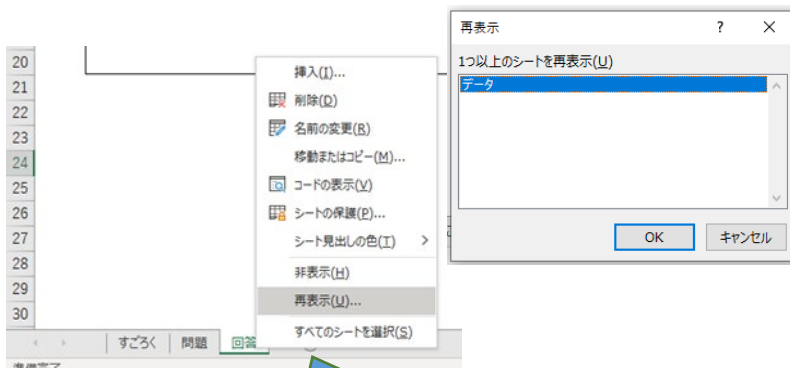 再表示 ? ×
1つ以上のシートを再表示(U)
データ
OK キャンセル
20
21
22
23
24
25
26
27
28
29
30
挿入(I)...
削除(D)
名前の変更(R)
移動またはコピー(M)...
コードの表示(V)
シートの保護(P)...
シート見出しの色(T) >
非表示(H)
再表示(U)...
すべてのシートを選択(S)
すごろく 問題 回答
準備完了